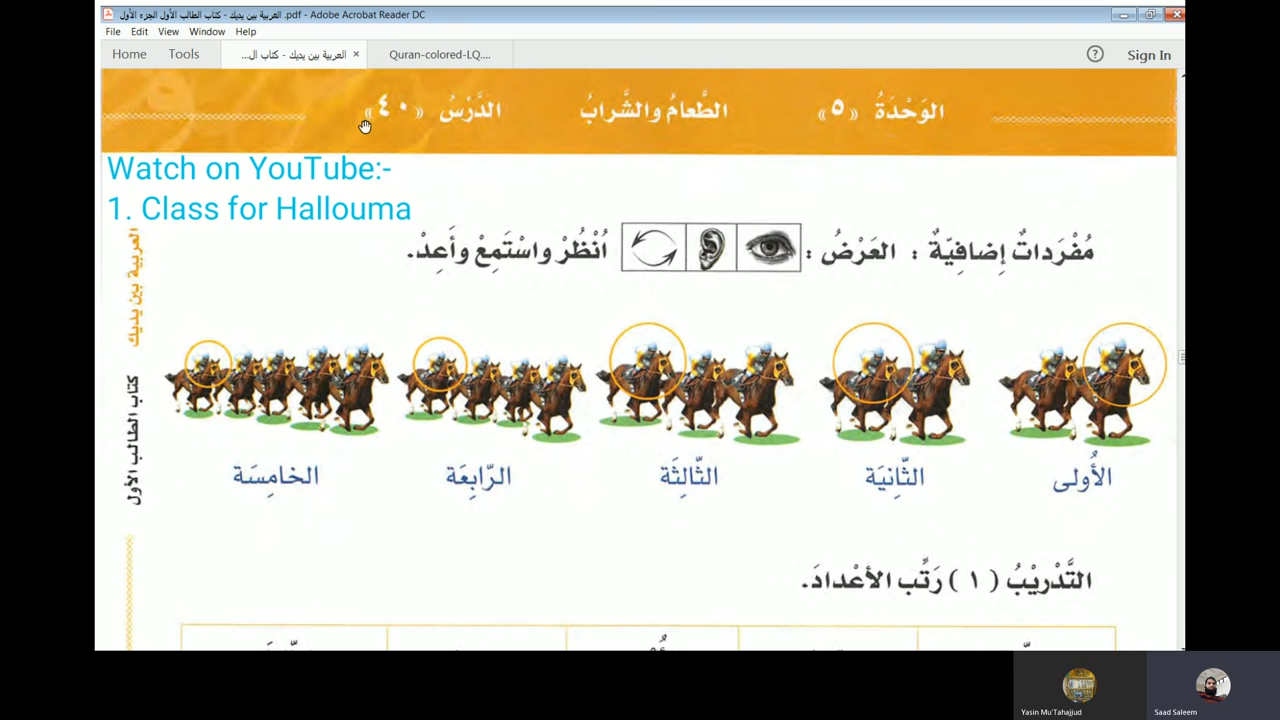 العربية بين يديك - كتاب الطالب الأول الجزء الأول .pdf - Adobe Acrobat Reader DC
File Edit View Window Help
Home Tools العربية بين يديك - كتاب ال... × Quran-colored-LQ.... ? Sign In
الوَحْدَةُ «٥» الطَّعامُ والشَّرابُ الدَّرْسُ «٤٠»
Watch on YouTube:-
1. Class for Hallouma
مُفْرَداتٌ إِضافِيّةٌ : العَرْضُ : اُنْظُرْ واسْتَمِعْ وأَعِدْ.
العربية بين يديك
كتاب الطالب الأول
الأُولى الثّانِيَة الثّالِثَة الرّابِعَة الخامِسَة
التَّدْرِيْبُ ( ١ ) رَتِّب الأعْدادَ.
Yasin Mu'Tahajjud Saad Saleem